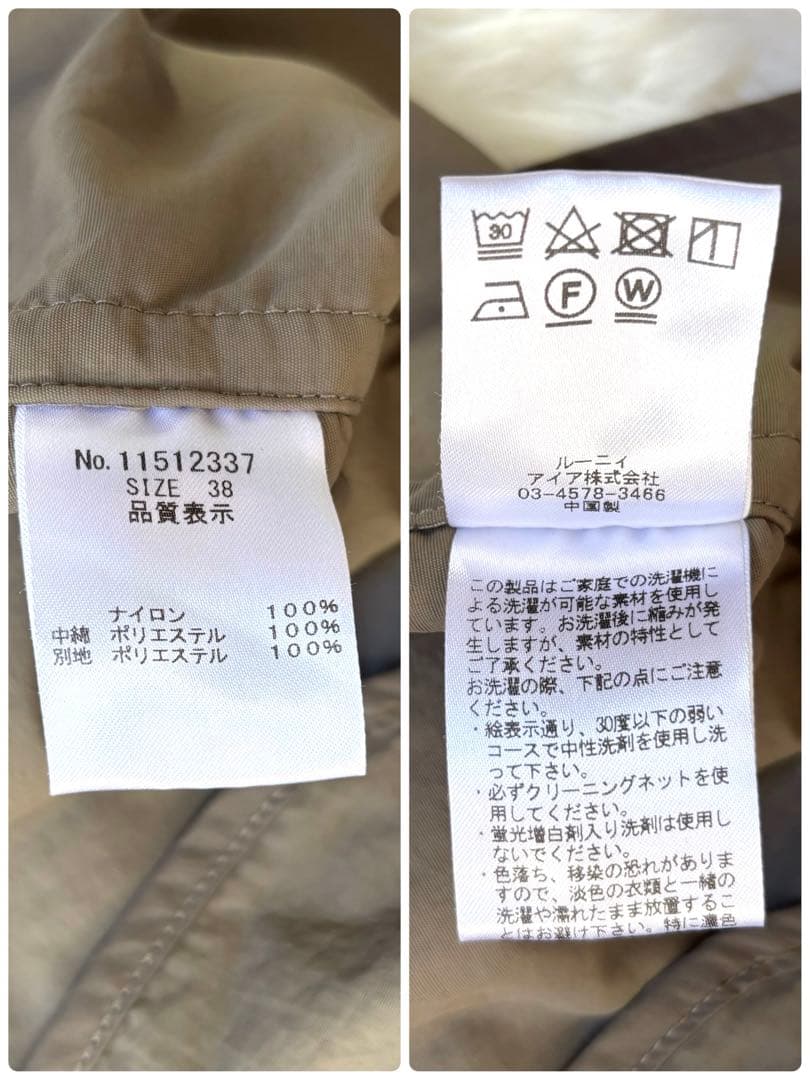 No. 11512337
SIZE 38
品質表示
ナイロン 100%
中綿 ポリエステル 100%
別地 ポリエステル 100%
30
F W
ルーニィ
アイア株式会社
03-4578-3466
中国製
この製品はご家庭での洗濯機に
よる洗濯が可能な素材を使用し
ています。お洗濯後に縮みが発
生しますが、素材の特性として
ご了承ください。
お洗濯の際、下記の点にご注意
ください。
・絵表示通り、30度以下の弱い
コースで中性洗剤を使用し洗
って下さい。
・必ずクリーニングネットを使
用してください。
・蛍光増白剤入り洗剤は使用し
ないでください。
・色落ち、移染の恐れがありま
すので、淡色の衣類と一緒の
洗濯や濡れたまま放置するこ
とはお避け下さい。特に濃色